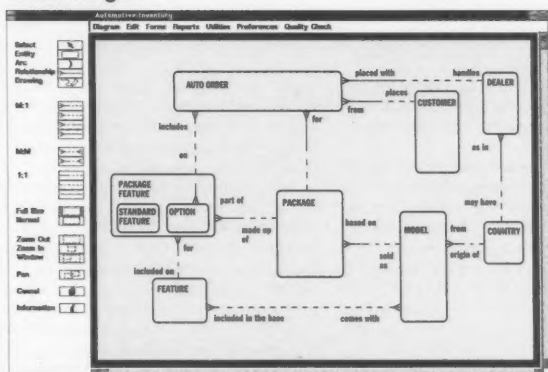 Automotive Inventory
Diagram Edit Forms Reports Utilities Preferences Quality Check
Select
Entity
Arc
Relationship
Drawing
M:1
M:M
1:1
Full Size
Normal
Zoom Out
Zoom In
Window
Pen
Cancel
Information
AUTO ORDER
placed with
handles
DEALER
places
CUSTOMER
from
for
includes
on
as in
PACKAGE
FEATURE
STANDARD
FEATURE
OPTION
part of
made up
of
PACKAGE
based on
sold
as
MODEL
from
origin of
may have
COUNTRY
for
included on
FEATURE
included in the base
comes with